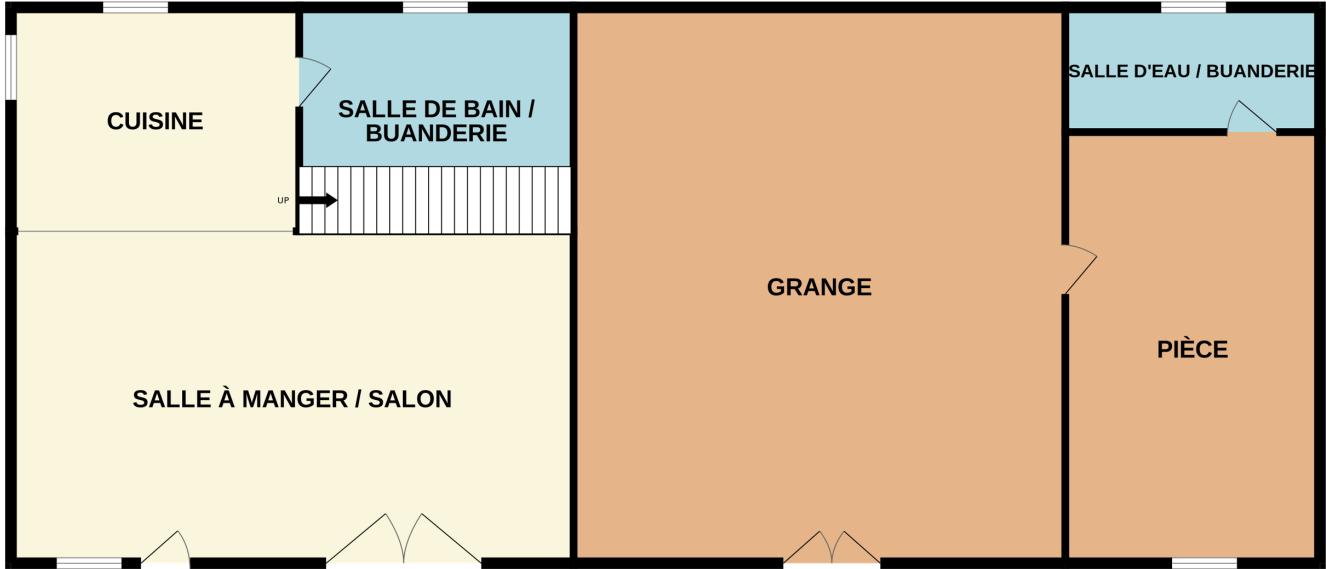 CUISINE
SALLE DE BAIN /
BUANDERIE
SALLE D'EAU / BUANDERIE
UP
GRANGE
PIÈCE
SALLE À MANGER / SALON